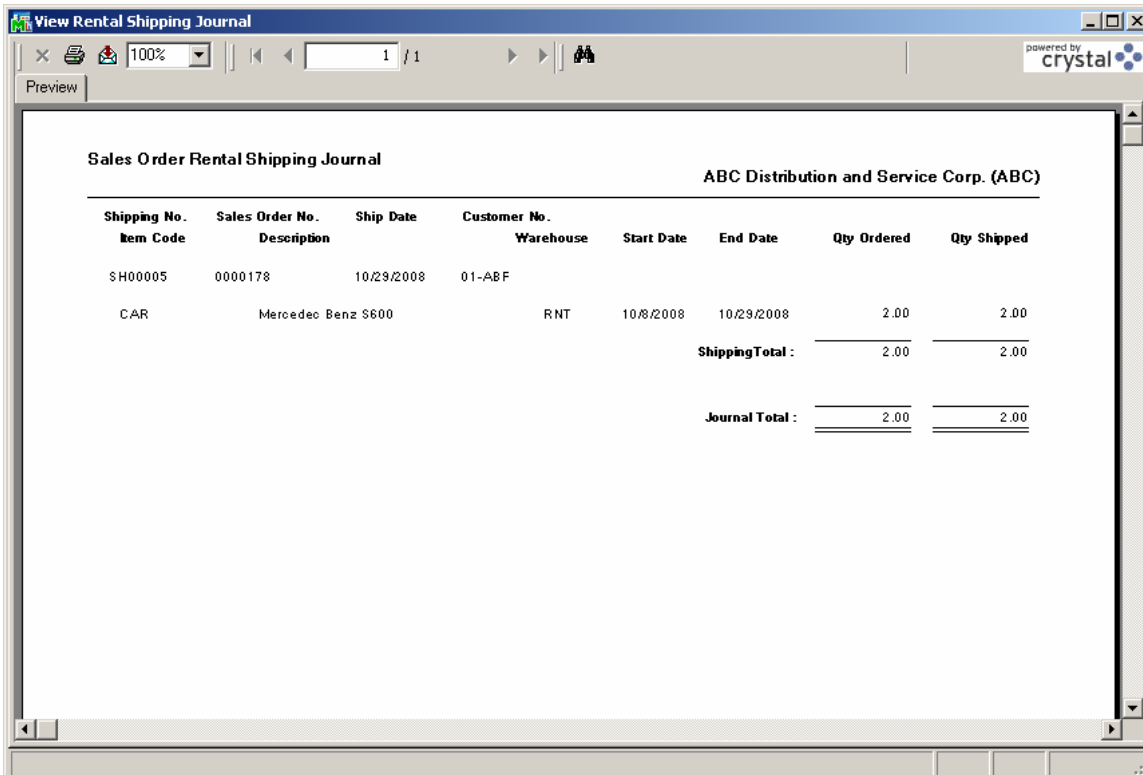 View Rental Shipping Journal
100% 1 / 1 powered by crystal
Preview
Sales Order Rental Shipping Journal
ABC Distribution and Service Corp. (ABC)
Shipping No. Sales Order No. Ship Date Customer No.
Item Code Description Warehouse Start Date End Date Qty Ordered Qty Shipped
SH00005 0000178 10/29/2008 01-ABF
CAR Mercedec Benz S600 RNT 10/8/2008 10/29/2008 2.00 2.00
Shipping Total : 2.00 2.00
Journal Total : 2.00 2.00